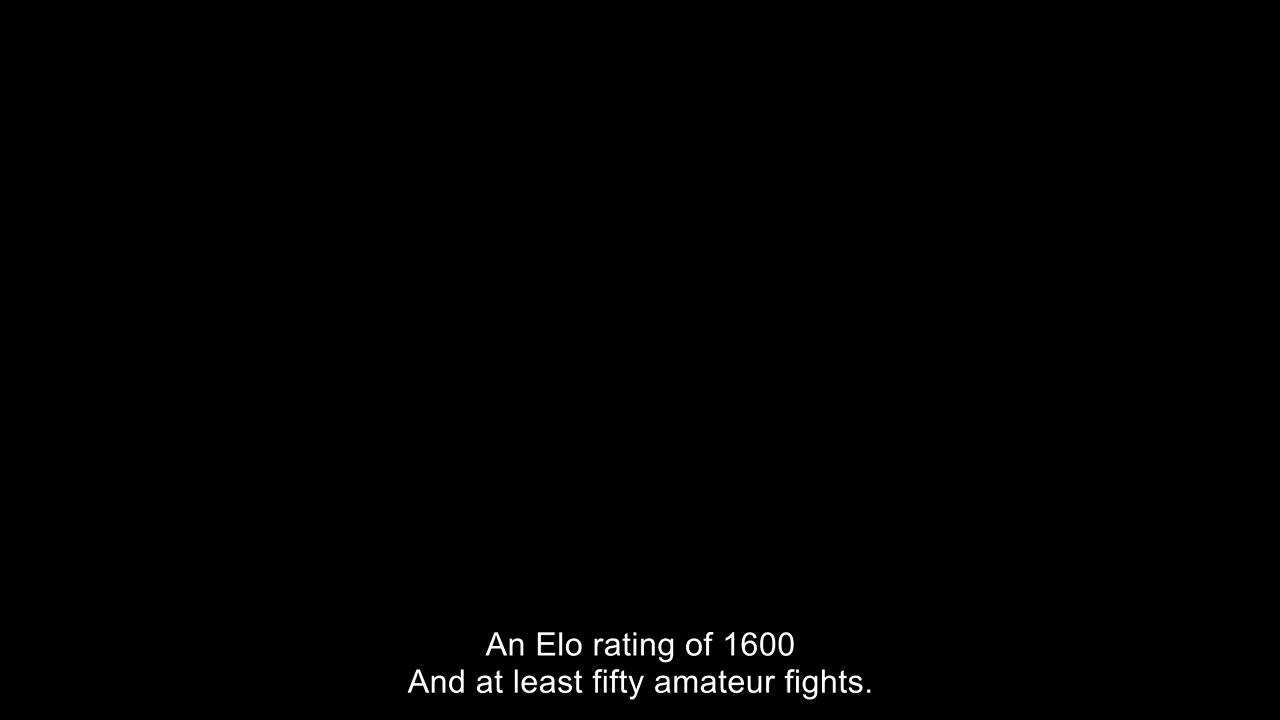 An Elo rating of 1600
And at least fifty amateur fights.